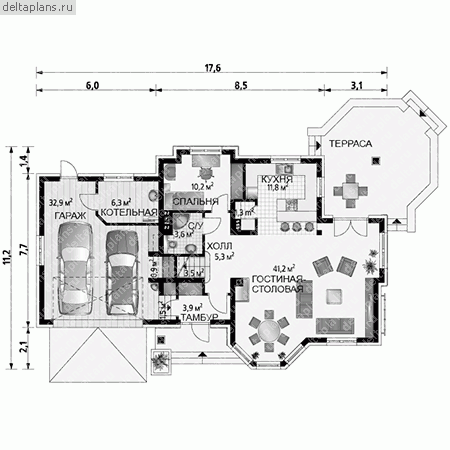 deltaplans.ru
17,6
6,0
8,5
3,1
ТЕРРАСА
1,4
7,7
11,2
2,1
32,9 м²
ГАРАЖ
6,3 м²
КОТЕЛЬНАЯ
10,2 м²
СПАЛЬНЯ
КУХНЯ
11,8 м²
1,3 м²
С/У
3,6 м²
ХОЛЛ
5,3 м²
3,5 м²
0,9 м²
41,2 м²
ГОСТИНАЯ-
СТОЛОВАЯ
3,9 м²
ТАМБУР